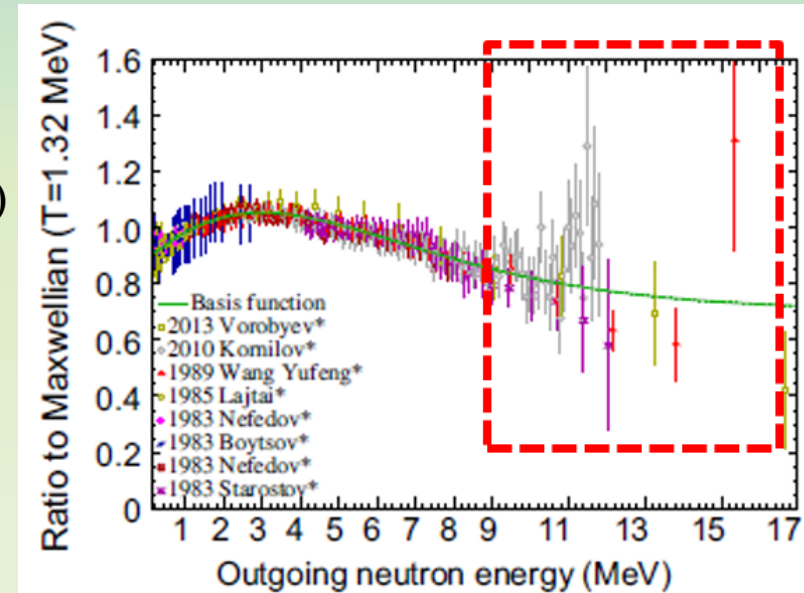 )
Ratio to Maxwellian (T=1.32 MeV)
1.6
1.4
1.2
1.0
0.8
0.6
0.4
0.2
0
Basis function
2013 Vorobyev*
2010 Kornilov*
1989 Wang Yufeng*
1985 Lajtai*
1983 Nefedov*
1983 Boytsov*
1983 Nefedov*
1983 Starostov*
1 2 3 4 5 6 7 9 11 13 15 17
Outgoing neutron energy (MeV)